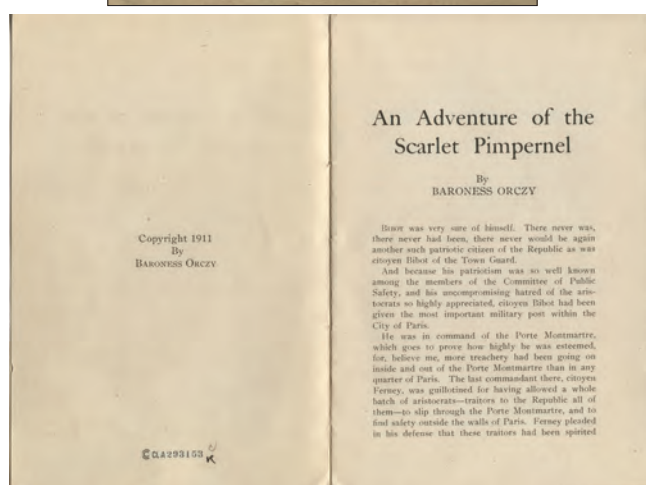 Copyright 1911
By
BARONESS ORCZY
©CLA293153
An Adventure of the
Scarlet Pimpernel
By
BARONESS ORCZY
BIBOT was very sure of himself. There never was,
there never had been, there never would be again
another such patriotic citizen of the Republic as was
citoyen Bibot of the Town Guard.
And because his patriotism was so well known
among the members of the Committee of Public
Safety, and his uncompromising hatred of the aris-
tocrats so highly appreciated, citoyen Bibot had been
given the most important military post within the
City of Paris.
He was in command of the Porte Montmartre,
which goes to prove how highly he was esteemed,
for, believe me, more treachery had been going on
inside and out of the Porte Montmartre than in any
quarter of Paris. The last commandant there, citoyen
Ferney, was guillotined for having allowed a whole
batch of aristocrats—traitors to the Republic all of
them—to slip through the Porte Montmartre, and to
find safety outside the walls of Paris. Ferney pleaded
in his defense that these traitors had been spirited